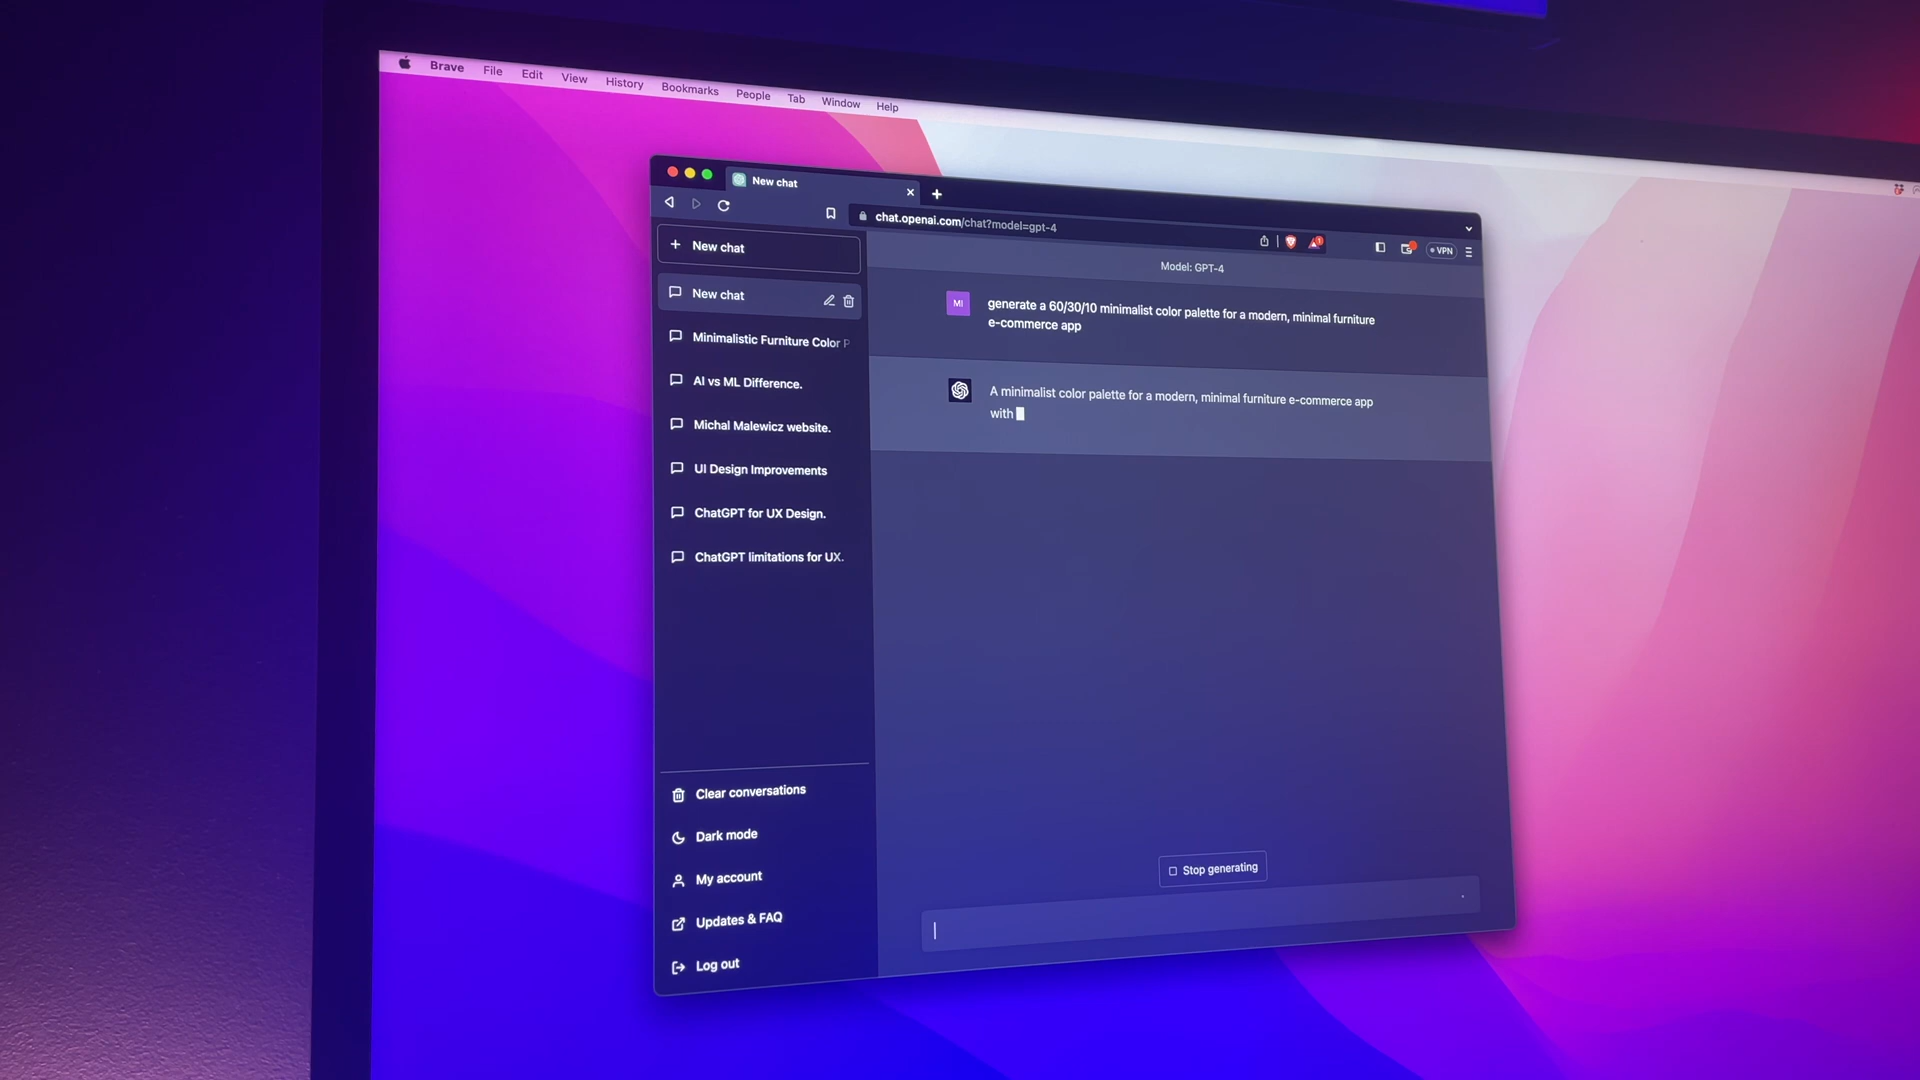 Brave File Edit View History Bookmarks People Tab Window Help
New chat
chat.openai.com/chat?model=gpt-4
1
VPN
New chat
New chat
Minimalistic Furniture Color P
AI vs ML Difference.
Michal Malewicz website.
UI Design Improvements
ChatGPT for UX Design.
ChatGPT limitations for UX.
Clear conversations
Dark mode
My account
Updates & FAQ
Log out
Model: GPT-4
MI
generate a 60/30/10 minimalist color palette for a modern, minimal furniture
e-commerce app
A minimalist color palette for a modern, minimal furniture e-commerce app
with
Stop generating